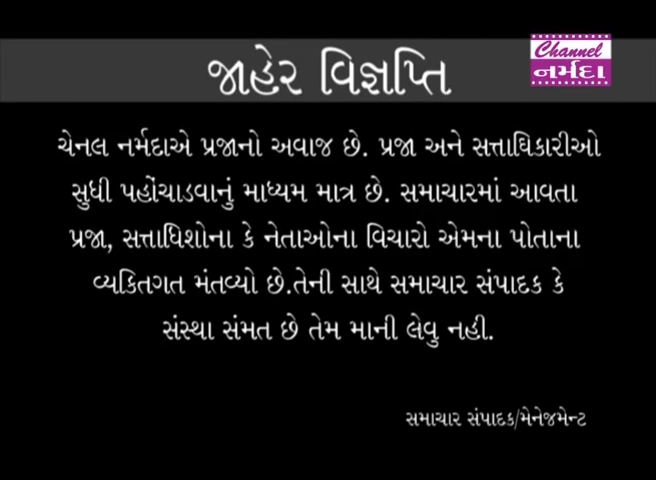 Channel
નર્મદા
જાહેર વિજ્ઞપ્તિ
ચેનલ નર્મદાએ પ્રજાનો અવાજ છે. પ્રજા અને સત્તાધિકારીઓ
સુધી પહોંચાડવાનું માધ્યમ માત્ર છે. સમાચારમાં આવતા
પ્રજા, સત્તાધિશોના કે નેતાઓના વિચારો એમના પોતાના
વ્યકિતગત મંતવ્યો છે.તેની સાથે સમાચાર સંપાદક કે
સંસ્થા સંમત છે તેમ માની લેવુ નહી.
સમાચાર સંપાદક/મેનેજમેન્ટ